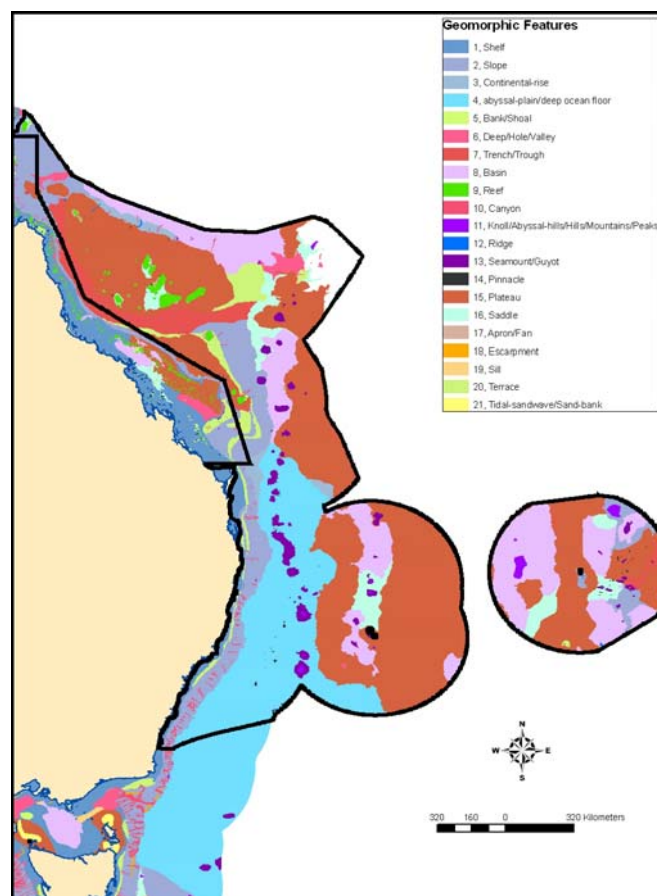 Geomorphic Features
1, Shelf
2, Slope
3, Continental-rise
4, abyssal-plain/deep ocean floor
5, Bank/Shoal
6, Deep/Hole/Valley
7, Trench/Trough
8, Basin
9, Reef
10, Canyon
11, Knoll/Abyssal-hills/Hills/Mountains/Peaks
12, Ridge
13, Seamount/Guyot
14, Pinnacle
15, Plateau
16, Saddle
17, Apron/Fan
18, Escarpment
19, Sill
20, Terrace
21, Tidal-sandwave/Sand-bank
N
W E
S
320 160 0 320 Kilometers